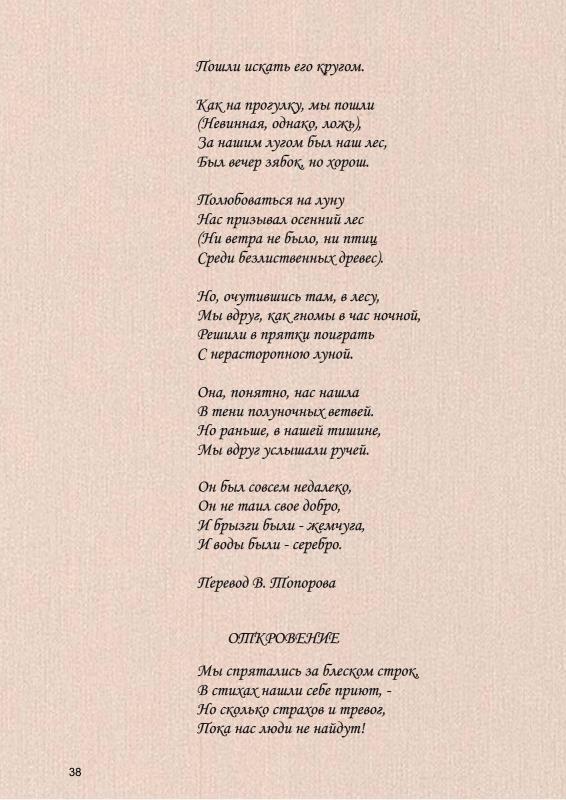 Пошли искать его кругом.
Как на прогулку, мы пошли
(Невинная, однако, ложь),
За нашим лугом был наш лес,
Был вечер зябок, но хорош.
Полюбоваться на луну
Нас призывал осенний лес
(Ни ветра не было, ни птиц
Среди безлиственных древес).
Но, очутившись там, в лесу,
Мы вдруг, как гномы в час ночной,
Решили в прятки поиграть
С нерасторопною луной.
Она, понятно, нас нашла
В тени полуночных ветвей.
Но раньше, в нашей тишине,
Мы вдруг услышали ручей.
Он был совсем недалеко,
Он не таил свое добро,
И брызги были - жемчуга,
И воды были - серебро.
Перевод В. Топорова
ОТКРОВЕНИЕ
Мы спрятались за блеском строк,
В стихах нашли себе приют, -
Но сколько страхов и тревог,
Пока нас люди не найдут!
38